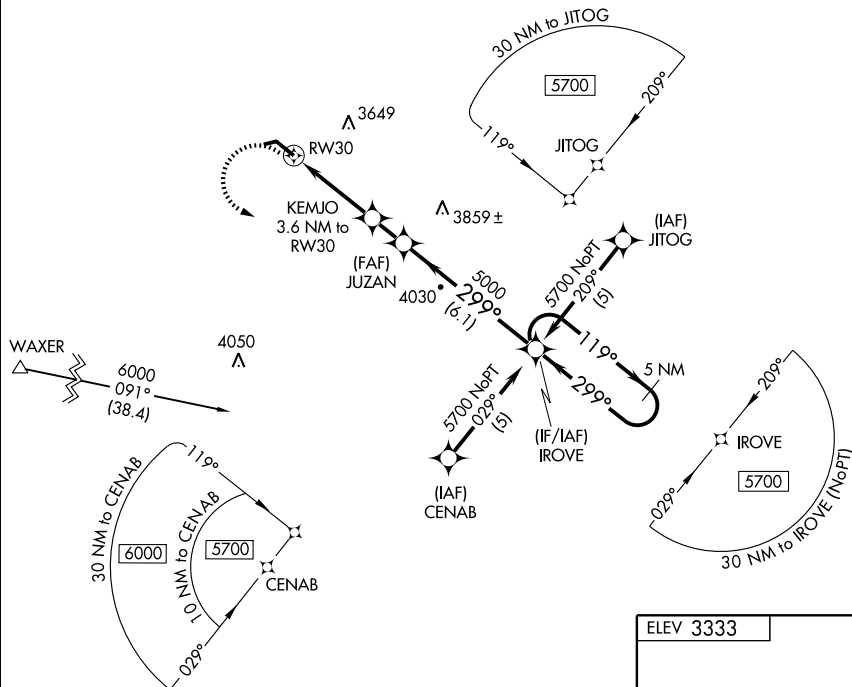 30 NM to JITOG
5700
209°
119°
JITOG
3649
RW30
KEMJO
3.6 NM to
RW30
3859 ±
(FAF)
JUZAN
(IAF)
JITOG
5700 NoPT
209°
(5)
5000
299°
(6.1)
4030
WAXER
6000
091°
(38.4)
4050
119°
5 NM
299°
5700 NoPT
029°
(5)
(IF/IAF)
IROVE
(IAF)
CENAB
209°
IROVE
5700
029°
30 NM to IROVE (NoPT)
119°
30 NM to CENAB
6000
10 NM to CENAB
5700
CENAB
029°
ELEV 3333